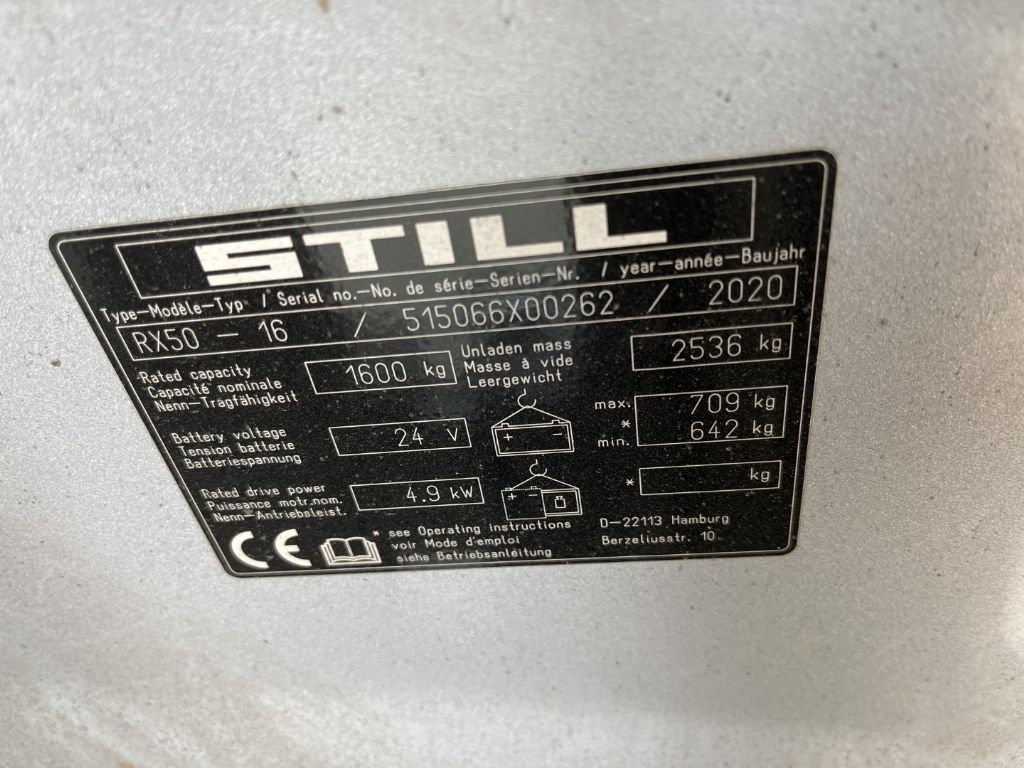 STILL
Type-Modèle-Typ / Serial no.-No. de série-Serien-Nr. / year-année-Baujahr
RX50 - 16 / 515066X00262 / 2020
Rated capacity
Capacité nominale
Nenn-Tragfähigkeit
1600 kg
Unladen mass
Masse à vide
Leergewicht
2536 kg
Battery voltage
Tension batterie
Batteriespannung
24 V
+ -
max. 709 kg
*
min. 642 kg
Rated drive power
Puissance motr.nom.
Nenn-Antriebsleist.
4.9 kW
+ -
* kg
CE
* see Operating instructions
voir Mode d'emploi
siehe Betriebsanleitung
D-22113 Hamburg
Berzeliusstr. 10